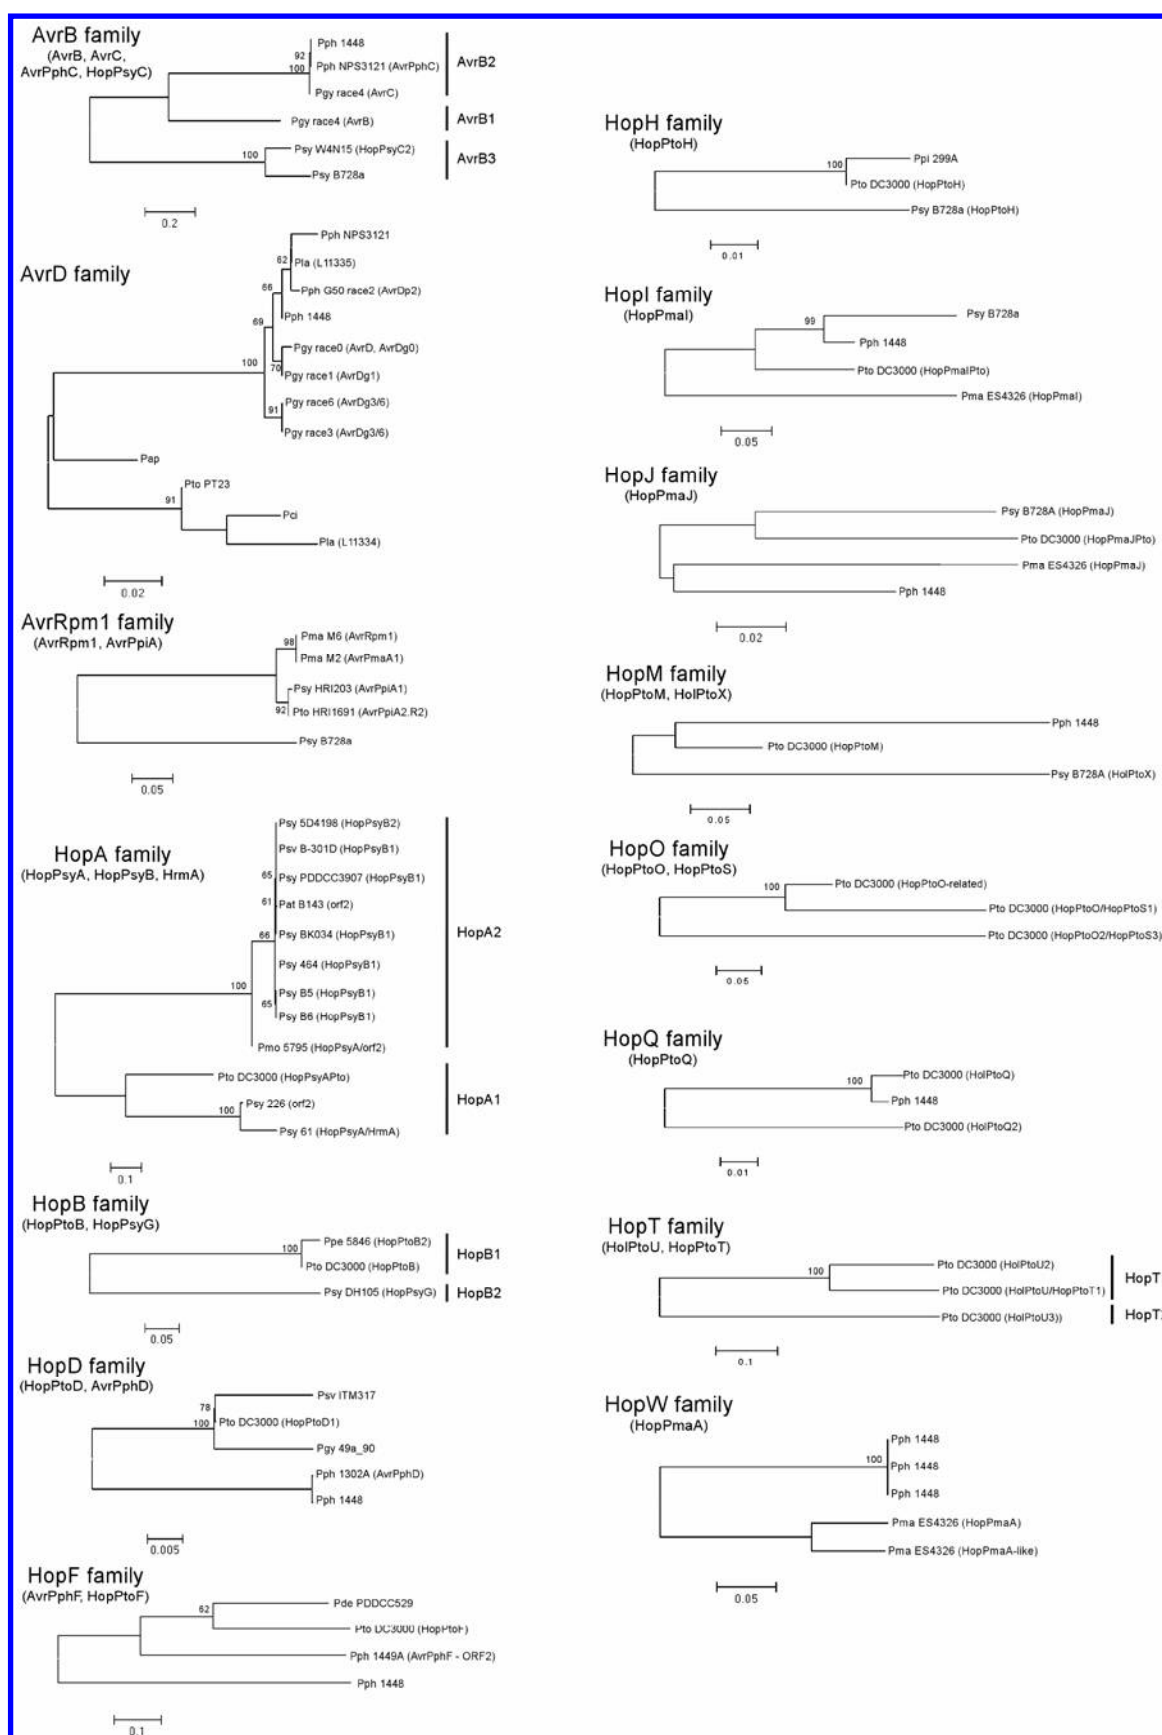 AvrB family
(AvrB, AvrC,
AvrPphC, HopPsyC)
Pph 1448
92
Pph NPS3121 (AvrPphC)
100
Pgy race4 (AvrC)
AvrB2
Pgy race4 (AvrB)
AvrB1
Psy W4N15 (HopPsyC2)
100
Psy B728a
AvrB3
0.2
AvrD family
Pph NPS3121
62
Pla (L11335)
66
Pph G50 race2 (AvrDp2)
Pph 1448
69
Pgy race0 (AvrD, AvrDg0)
100
70
Pgy race1 (AvrDg1)
Pgy race6 (AvrDg3/6)
91
Pgy race3 (AvrDg3/6)
Pap
Pto PT23
91
Pci
Pla (L11334)
0.02
AvrRpm1 family
(AvrRpm1, AvrPpiA)
Pma M6 (AvrRpm1)
98
Pma M2 (AvrPmaA1)
Psy HRI203 (AvrPpiA1)
92
Pto HRI1691 (AvrPpiA2.R2)
Psy B728a
0.05
HopA family
(HopPsyA, HopPsyB, HrmA)
Psy 5D4198 (HopPsyB2)
Psv B-301D (HopPsyB1)
65
Psy PDDCC3907 (HopPsyB1)
61
Pat B143 (orf2)
66
Psy BK034 (HopPsyB1)
HopA2
Psy 464 (HopPsyB1)
100
65
Psy B5 (HopPsyB1)
Psy B6 (HopPsyB1)
Pmo 5795 (HopPsyA/orf2)
Pto DC3000 (HopPsyAPto)
Psy 226 (orf2)
HopA1
100
Psy 61 (HopPsyA/HrmA)
0.1
HopB family
(HopPtoB, HopPsyG)
Ppe 5846 (HopPtoB2)
100
Pto DC3000 (HopPtoB)
HopB1
Psy DH105 (HopPsyG)
HopB2
0.05
HopD family
(HopPtoD, AvrPphD)
Psv ITM317
78
Pto DC3000 (HopPtoD1)
100
Pgy 49a_90
Pph 1302A (AvrPphD)
Pph 1448
0.005
HopF family
(AvrPphF, HopPtoF)
Pde PDDCC529
62
Pto DC3000 (HopPtoF)
Pph 1449A (AvrPphF - ORF2)
Pph 1448
0.1
HopH family
(HopPtoH)
Ppi 299A
100
Pto DC3000 (HopPtoH)
Psy B728a (HopPtoH)
0.01
HopI family
(HopPmaI)
Psy B728a
99
Pph 1448
Pto DC3000 (HopPmaIPto)
Pma ES4326 (HopPmaI)
0.05
HopJ family
(HopPmaJ)
Psy B728A (HopPmaJ)
Pto DC3000 (HopPmaJPto)
Pma ES4326 (HopPmaJ)
Pph 1448
0.02
HopM family
(HopPtoM, HolPtoX)
Pph 1448
Pto DC3000 (HopPtoM)
Psy B728A (HolPtoX)
0.05
HopO family
(HopPtoO, HopPtoS)
Pto DC3000 (HopPtoO-related)
100
Pto DC3000 (HopPtoO/HopPtoS1)
Pto DC3000 (HopPtoO2/HopPtoS3)
0.05
HopQ family
(HopPtoQ)
Pto DC3000 (HolPtoQ)
100
Pph 1448
Pto DC3000 (HolPtoQ2)
0.01
HopT family
(HolPtoU, HopPtoT)
Pto DC3000 (HolPtoU2)
100
HopT
Pto DC3000 (HolPtoU/HopPtoT1)
Pto DC3000 (HolPtoU3))
0.1
HopW family
(HopPmaA)
Pph 1448
100
Pph 1448
Pph 1448
Pma ES4326 (HopPmaA)
Pma ES4326 (HopPmaA-like)
0.05